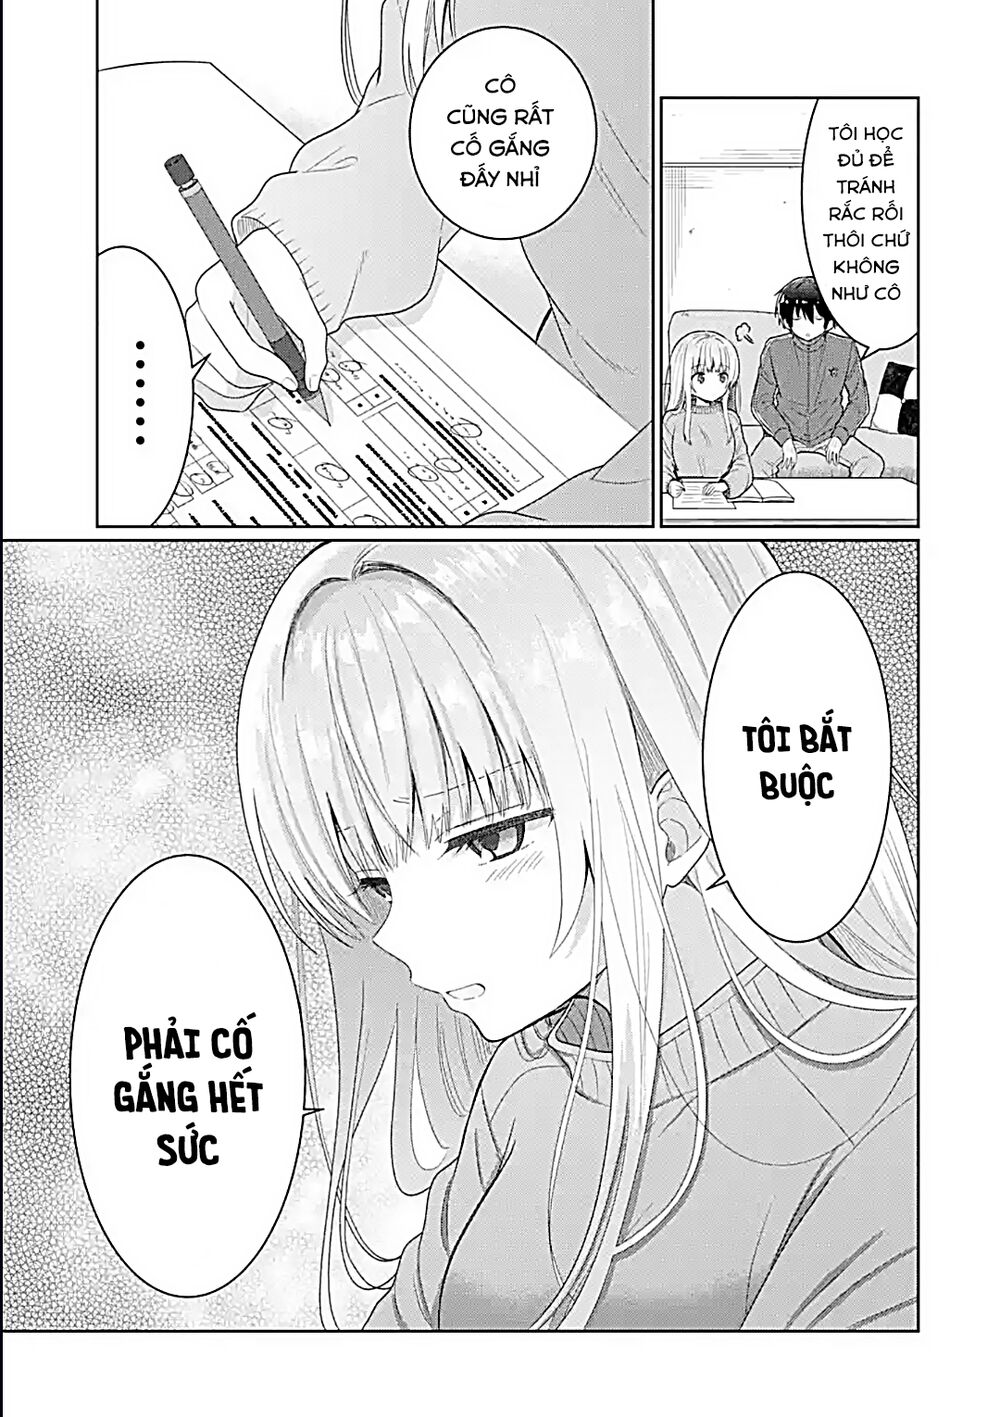 TÔI HỌC
ĐỦ ĐỂ
TRÁNH
RẮC RỐI
THÔI CHỨ
KHÔNG
NHƯ CÔ
CÔ
CŨNG RẤT
CỐ GẮNG
ĐẤY NHỈ
......
TÔI BẮT
BUỘC
PHẢI CỐ
GẮNG HẾT
SỨC